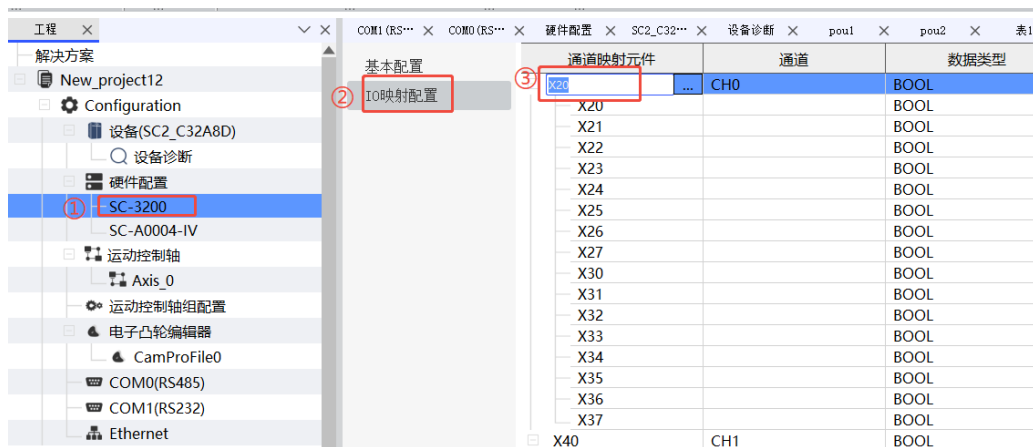 工程
COM1(RS… COM0(RS… 硬件配置 SC2_C32… 设备诊断 pou1 pou2 表1
解决方案
New_project12
Configuration
设备(SC2_C32A8D)
设备诊断
硬件配置
① SC-3200
SC-A0004-IV
运动控制轴
Axis_0
运动控制轴组配置
电子凸轮编辑器
CamProFile0
COM0(RS485)
COM1(RS232)
Ethernet
基本配置
② IO映射配置
通道映射元件 通道 数据类型
③ X20 ... CH0 BOOL
X20 BOOL
X21 BOOL
X22 BOOL
X23 BOOL
X24 BOOL
X25 BOOL
X26 BOOL
X27 BOOL
X30 BOOL
X31 BOOL
X32 BOOL
X33 BOOL
X34 BOOL
X35 BOOL
X36 BOOL
X37 BOOL
X40 CH1 BOOL